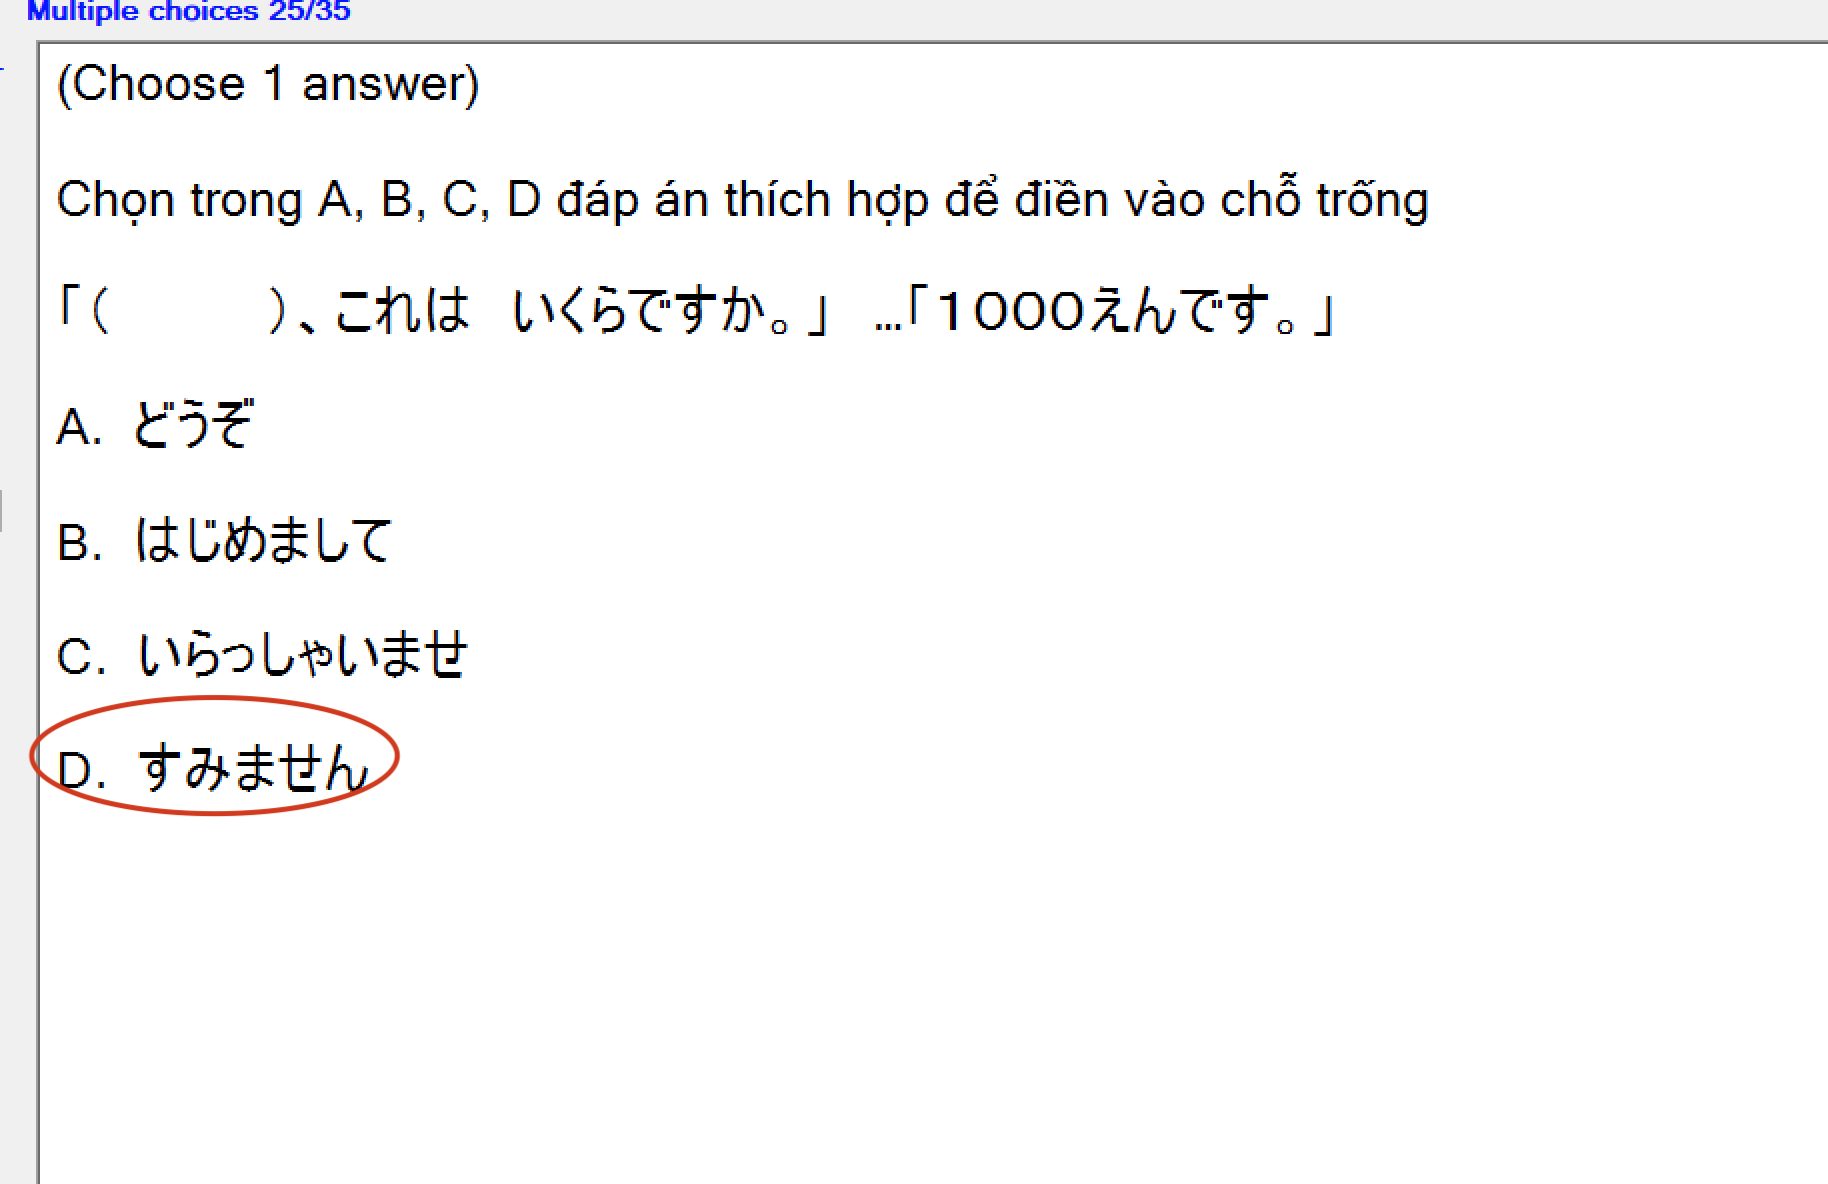 Multiple choices 25/35
(Choose 1 answer)
Chọn trong A, B, C, D đáp án thích hợp để điền vào chỗ trống
「（　　　）、これは　いくらですか。」　…「１０００えんです。」
A. どうぞ
B. はじめまして
C. いらっしゃいませ
D. すみません